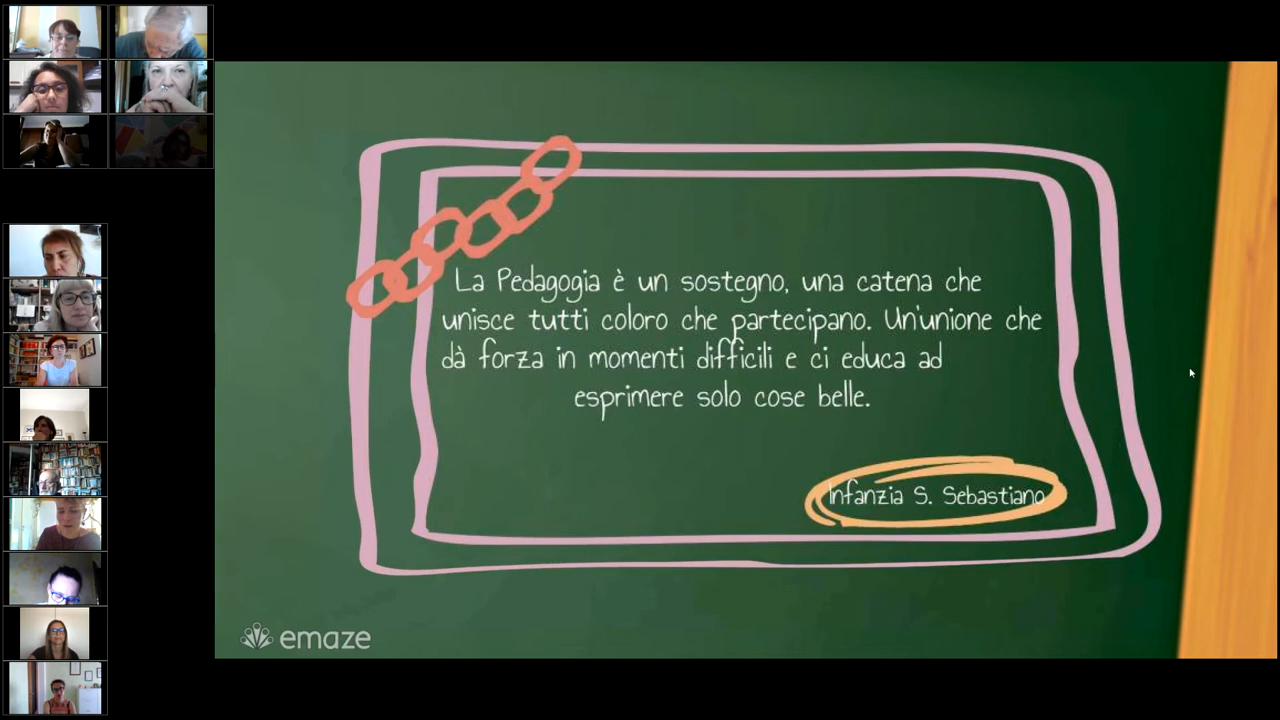 La Pedagogia è un sostegno, una catena che
unisce tutti coloro che partecipano. Un'unione che
dà forza in momenti difficili e ci educa ad
esprimere solo cose belle.
Infanzia S. Sebastiano
emaze